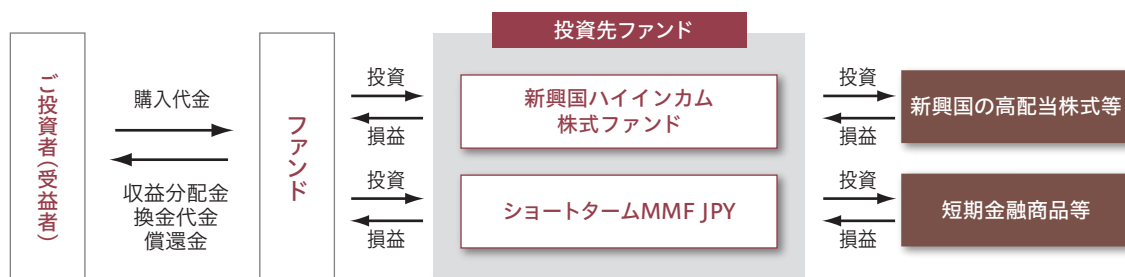 投資先ファンド
ご投資者(受益者)
購入代金
収益分配金
換金代金
償還金
ファンド
投資
損益
投資
損益
新興国ハイインカム
株式ファンド
ショートタームMMF JPY
投資
損益
投資
損益
新興国の高配当株式等
短期金融商品等